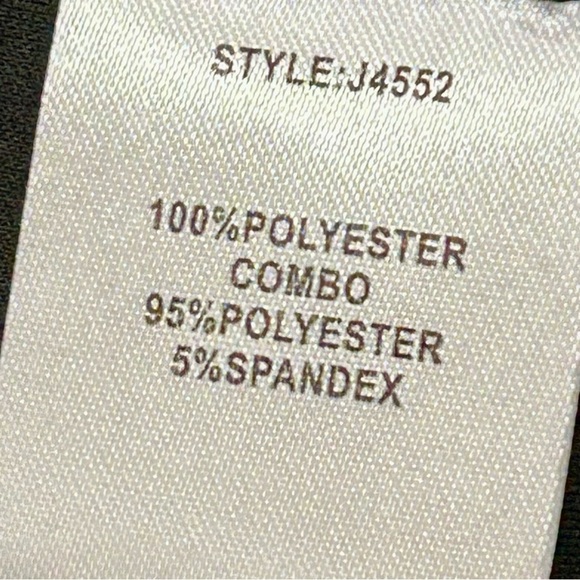 STYLE:J4552
100%POLYESTER
COMBO
95%POLYESTER
5%SPANDEX